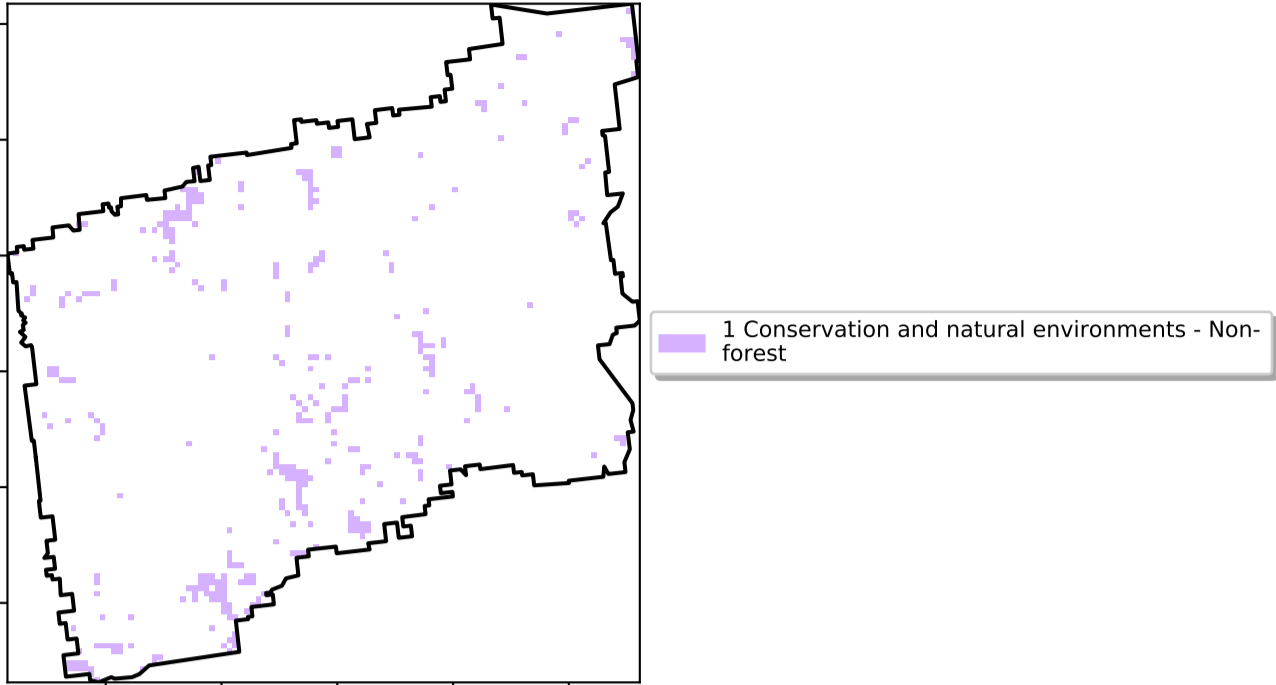 1 Conservation and natural environments - Non-
forest